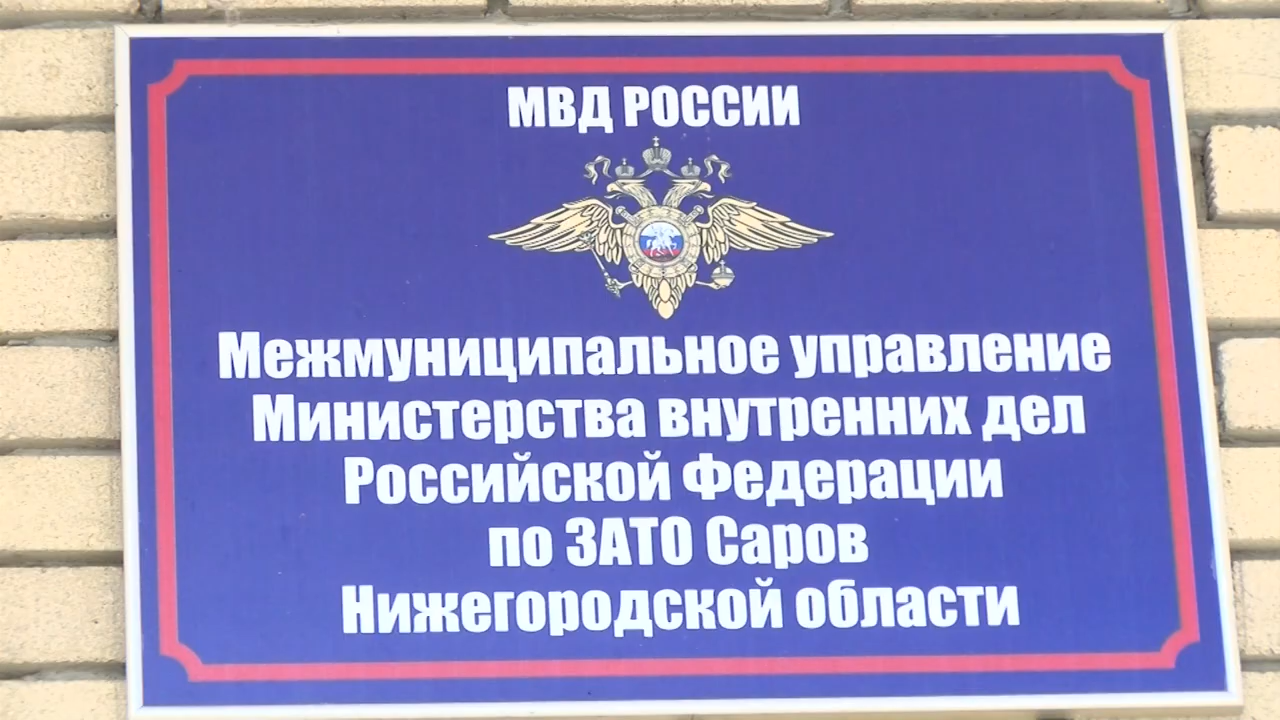 МВД РОССИИ
Межмуниципальное управление
Министерства внутренних дел
Российской Федерации
по ЗАТО Саров
Нижегородской области